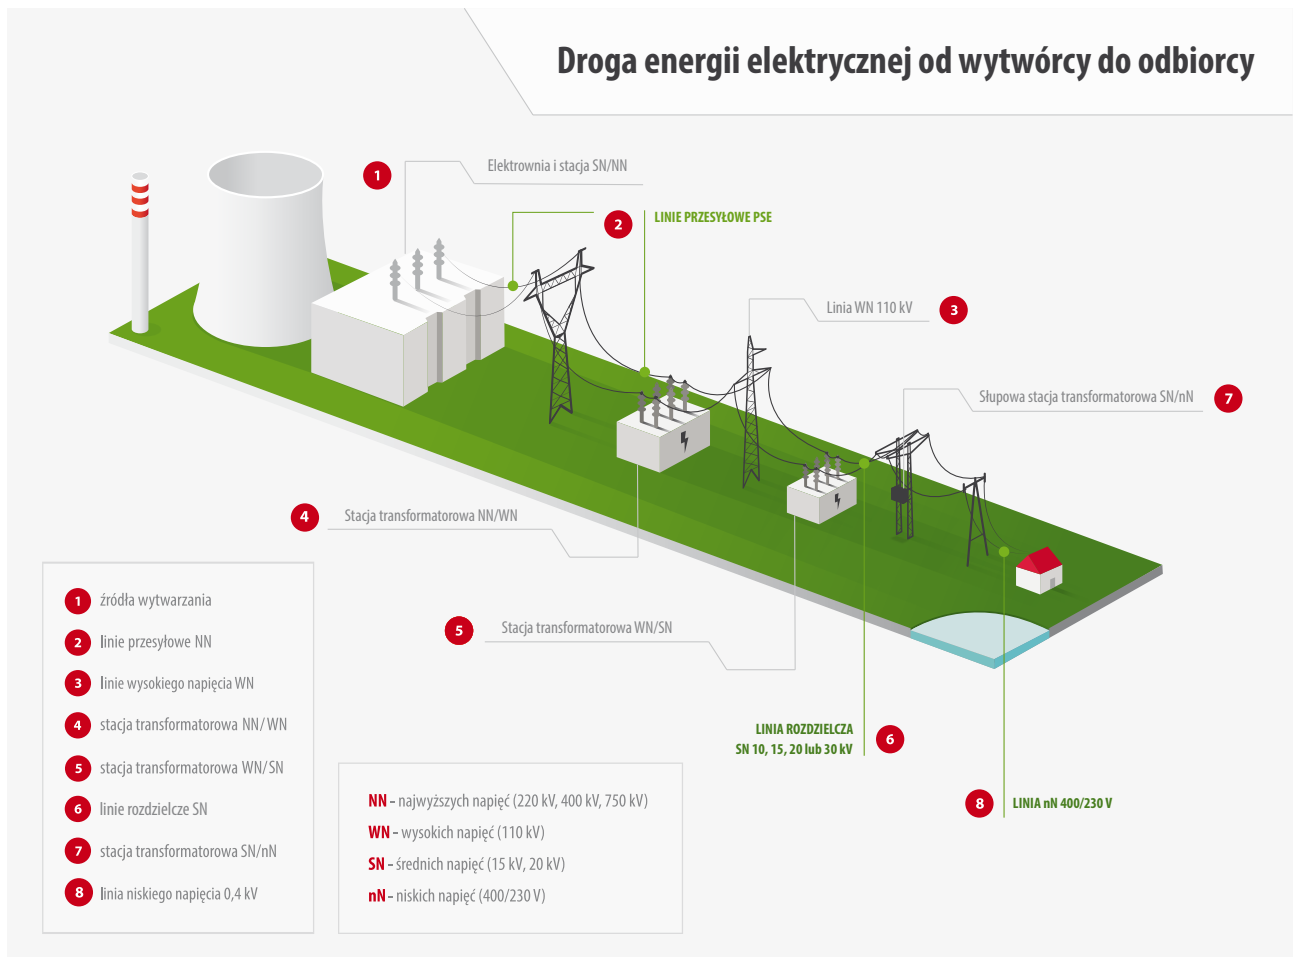 Droga energii elektrycznej od wytwórcy do odbiorcy
1
Elektrownia i stacja SN/NN
2
LINIE PRZESYŁOWE PSE
Linia WN 110 kV
3
Słupowa stacja transformatorowa SN/nN
7
4
Stacja transformatorowa NN/WN
5
Stacja transformatorowa WN/SN
LINIA ROZDZIELCZA
SN 10, 15, 20 lub 30 kV
6
8
LINIA nN 400/230 V
1 źródła wytwarzania
2 linie przesyłowe NN
3 linie wysokiego napięcia WN
4 stacja transformatorowa NN/ WN
5 stacja transformatorowa WN/ SN
6 linie rozdzielcze SN
7 stacja transformatorowa SN/nN
8 linia niskiego napięcia 0,4 kV
NN – najwyższych napięć (220 kV, 400 kV, 750 kV)
WN – wysokich napięć (110 kV)
SN – średnich napięć (15 kV, 20 kV)
nN – niskich napięć (400/230 V)